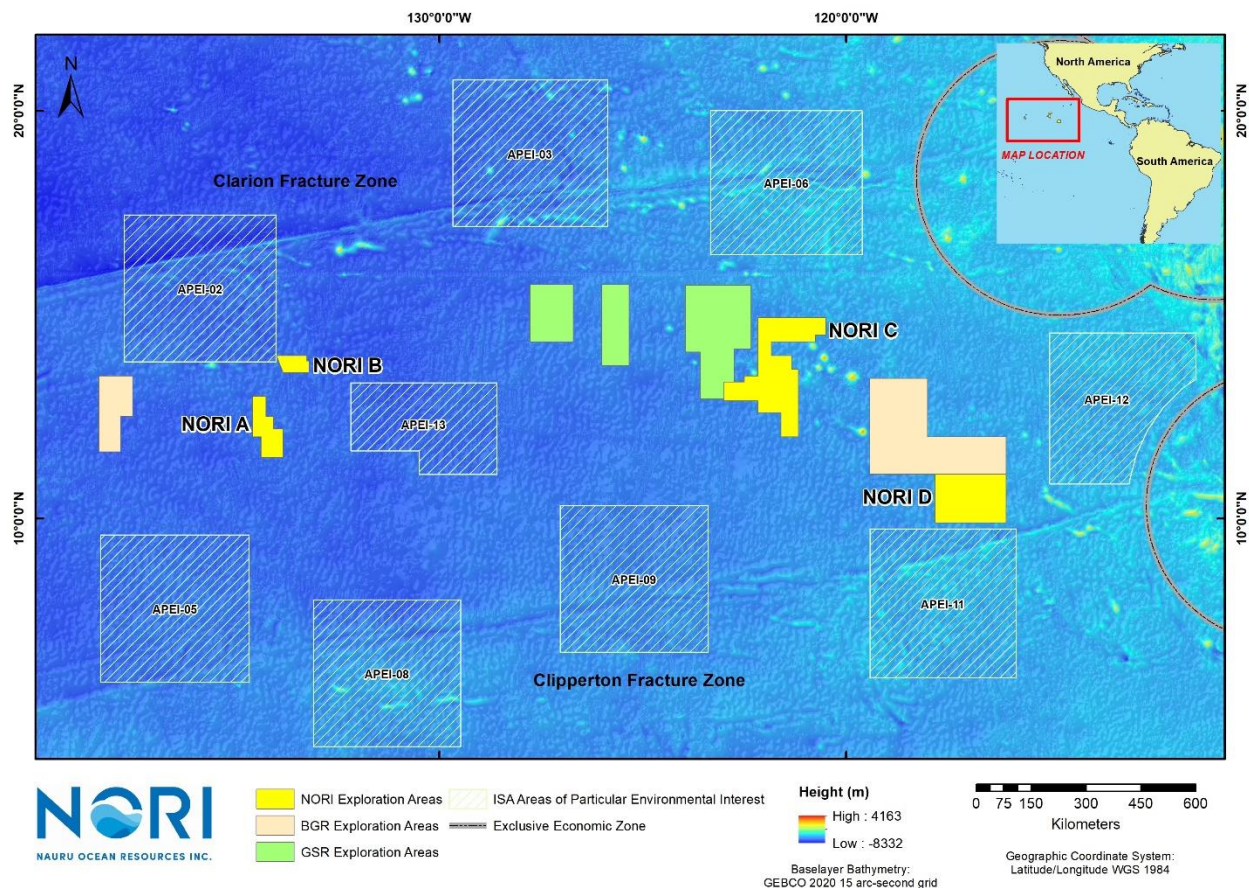 130°0'0"W
120°0'0"W
N
20°0'0"N
20°0'0"N
North America
MAP LOCATION
South America
APEI-03
Clarion Fracture Zone
APEI-06
APEI-02
NORI C
NORI B
APEI-12
NORI A
APEI-13
NORI D
10°0'0"N
10°0'0"N
APEI-09
APEI-05
APEI-11
APEI-08
Clipperton Fracture Zone
NORI
NAURU OCEAN RESOURCES INC.
NORI Exploration Areas
BGR Exploration Areas
GSR Exploration Areas
ISA Areas of Particular Environmental Interest
Exclusive Economic Zone
Height (m)
High : 4163
Low : -8332
Baselayer Bathymetry:
GEBCO 2020 15 arc-second grid
0 75 150 300 450 600
Kilometers
Geographic Coordinate System:
Latitude/Longitude WGS 1984